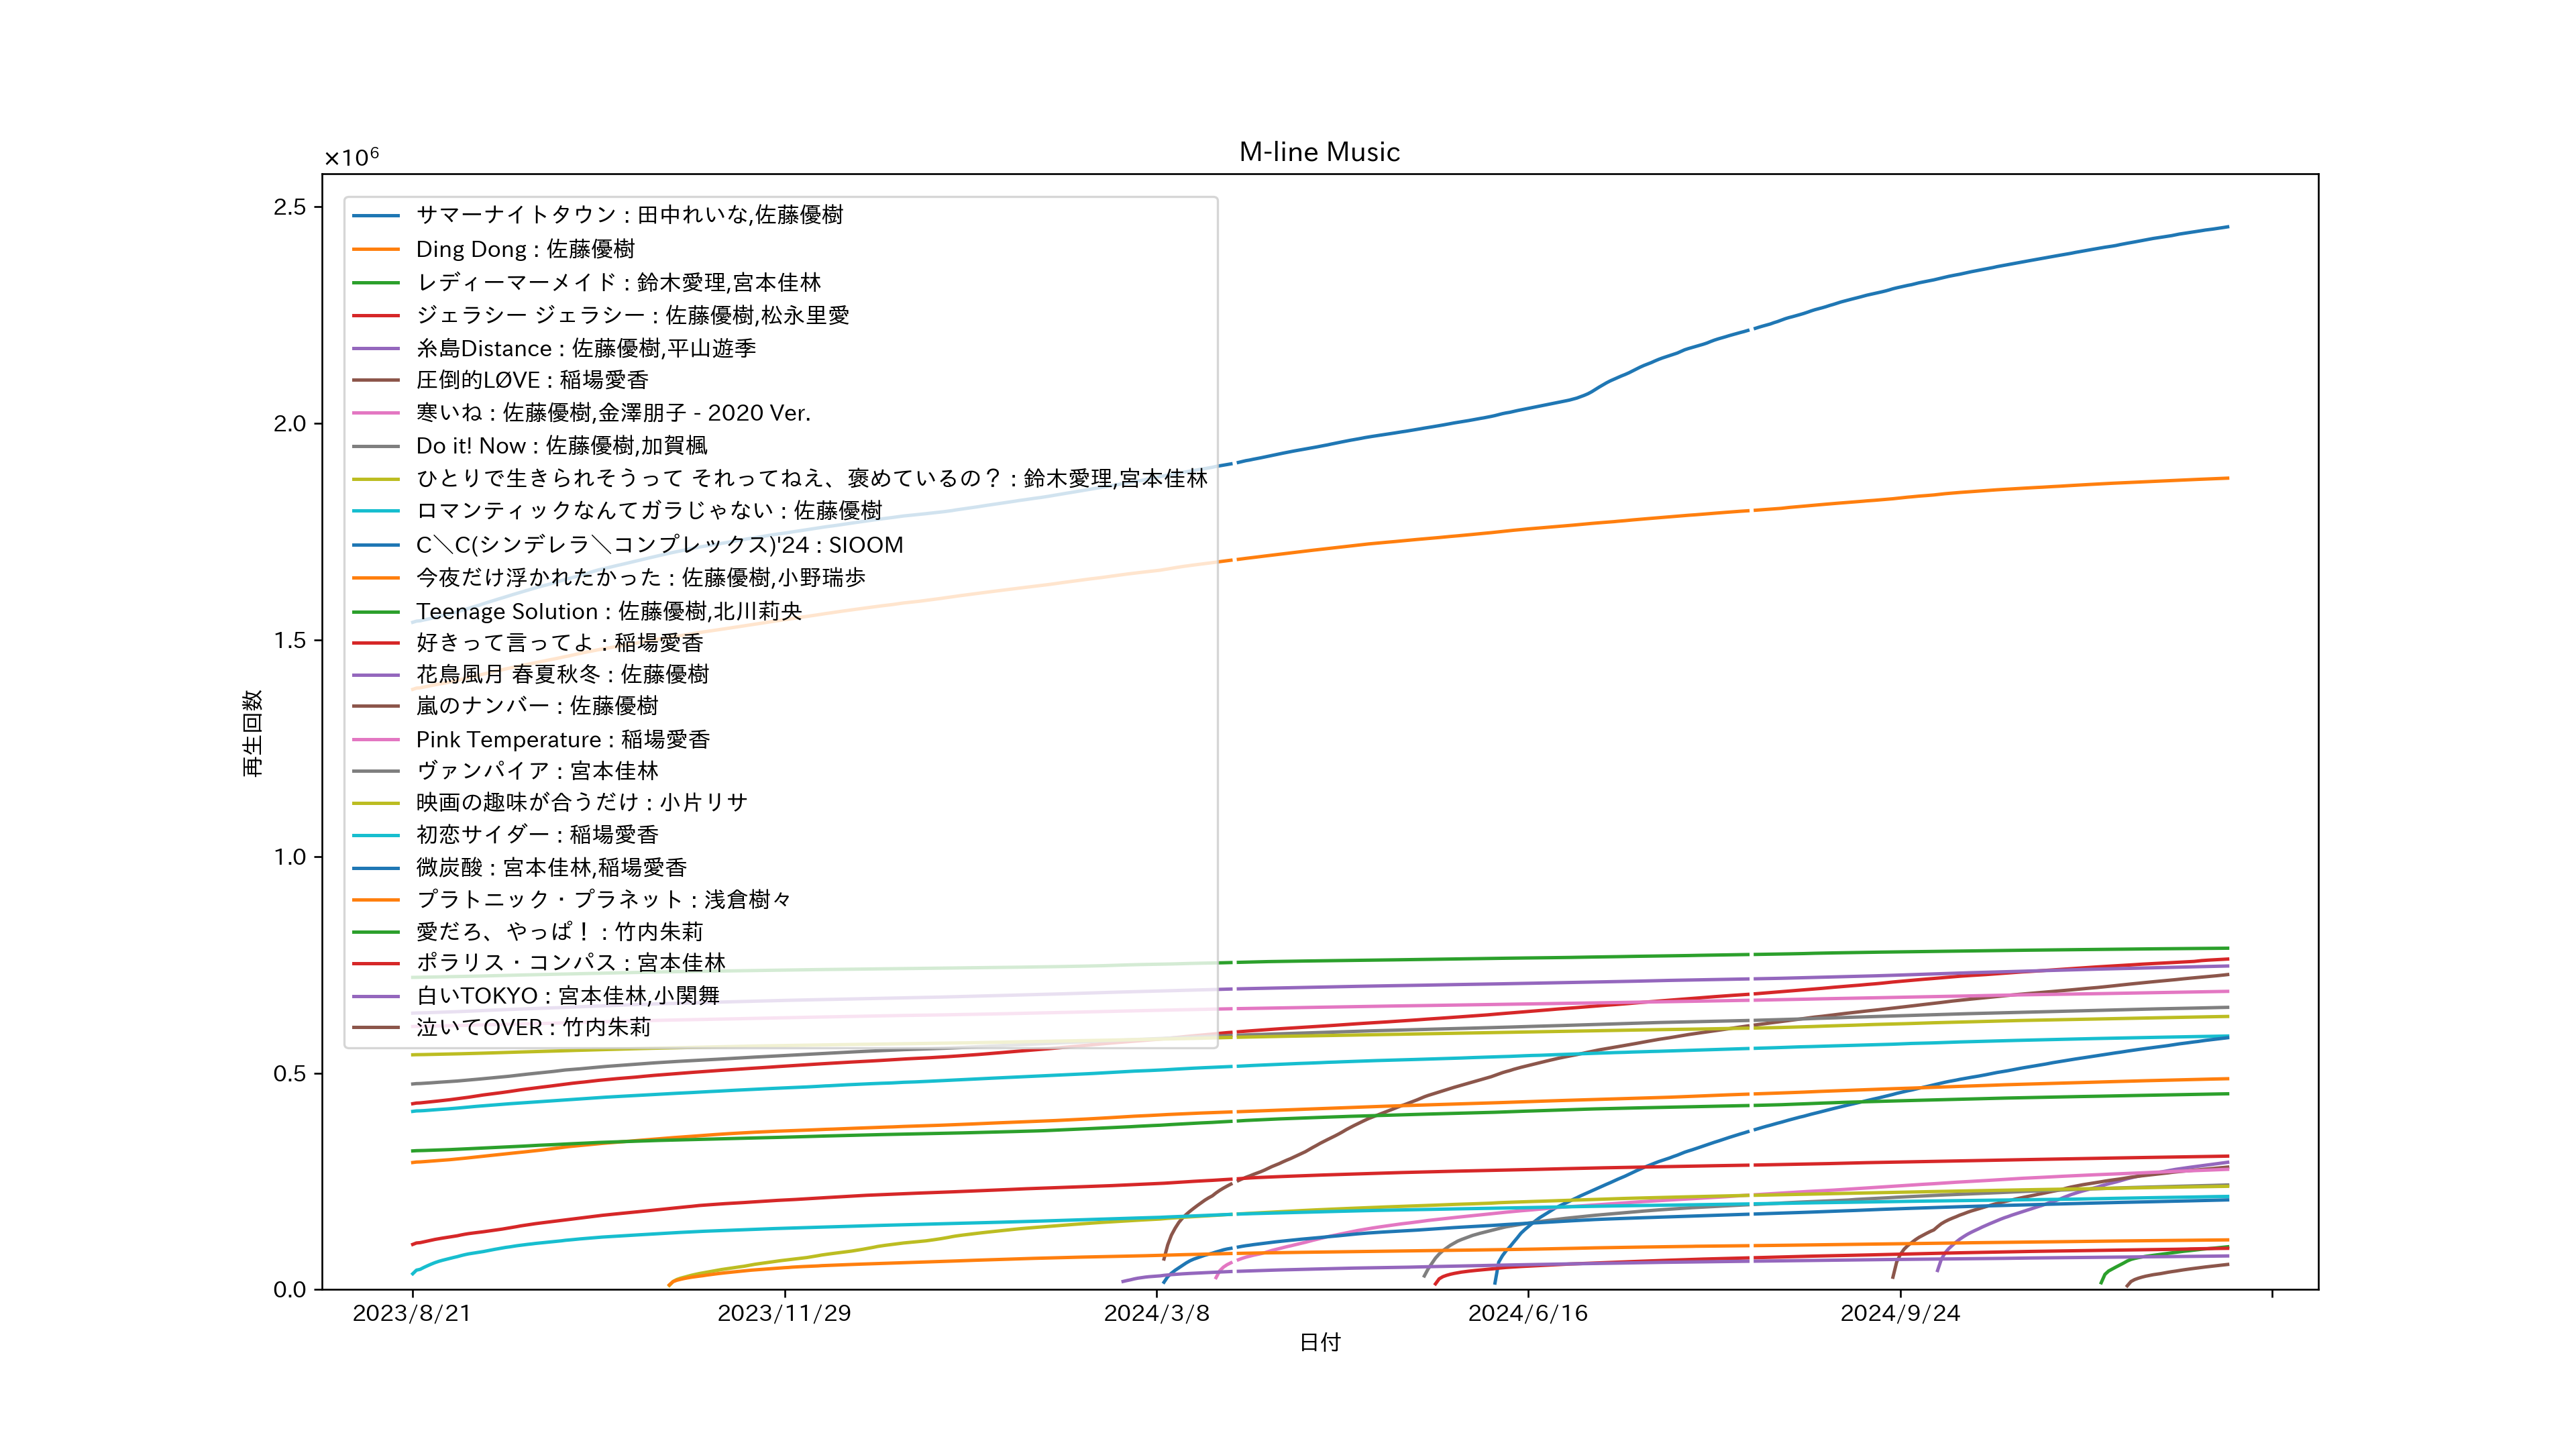 M-line Music
×10⁶
2.5
2.0
1.5
1.0
0.5
0.0
再生回数
サマーナイトタウン : 田中れいな,佐藤優樹
Ding Dong : 佐藤優樹
レディーマーメイド : 鈴木愛理,宮本佳林
ジェラシー ジェラシー : 佐藤優樹,松永里愛
糸島Distance : 佐藤優樹,平山遊季
圧倒的LØVE : 稲場愛香
寒いね : 佐藤優樹,金澤朋子 - 2020 Ver.
Do it! Now : 佐藤優樹,加賀楓
ひとりで生きられそうって それってねえ、褒めているの？ : 鈴木愛理,宮本佳林
ロマンティックなんてガラじゃない : 佐藤優樹
C＼C(シンデレラ＼コンプレックス)'24 : SIOOM
今夜だけ浮かれたかった : 佐藤優樹,小野瑞歩
Teenage Solution : 佐藤優樹,北川莉央
好きって言ってよ : 稲場愛香
花鳥風月 春夏秋冬 : 佐藤優樹
嵐のナンバー : 佐藤優樹
Pink Temperature : 稲場愛香
ヴァンパイア : 宮本佳林
映画の趣味が合うだけ : 小片リサ
初恋サイダー : 稲場愛香
微炭酸 : 宮本佳林,稲場愛香
プラトニック・プラネット : 浅倉樹々
愛だろ、やっぱ！ : 竹内朱莉
ポラリス・コンパス : 宮本佳林
白いTOKYO : 宮本佳林,小関舞
泣いてOVER : 竹内朱莉
2023/8/21
2023/11/29
2024/3/8
2024/6/16
2024/9/24
日付